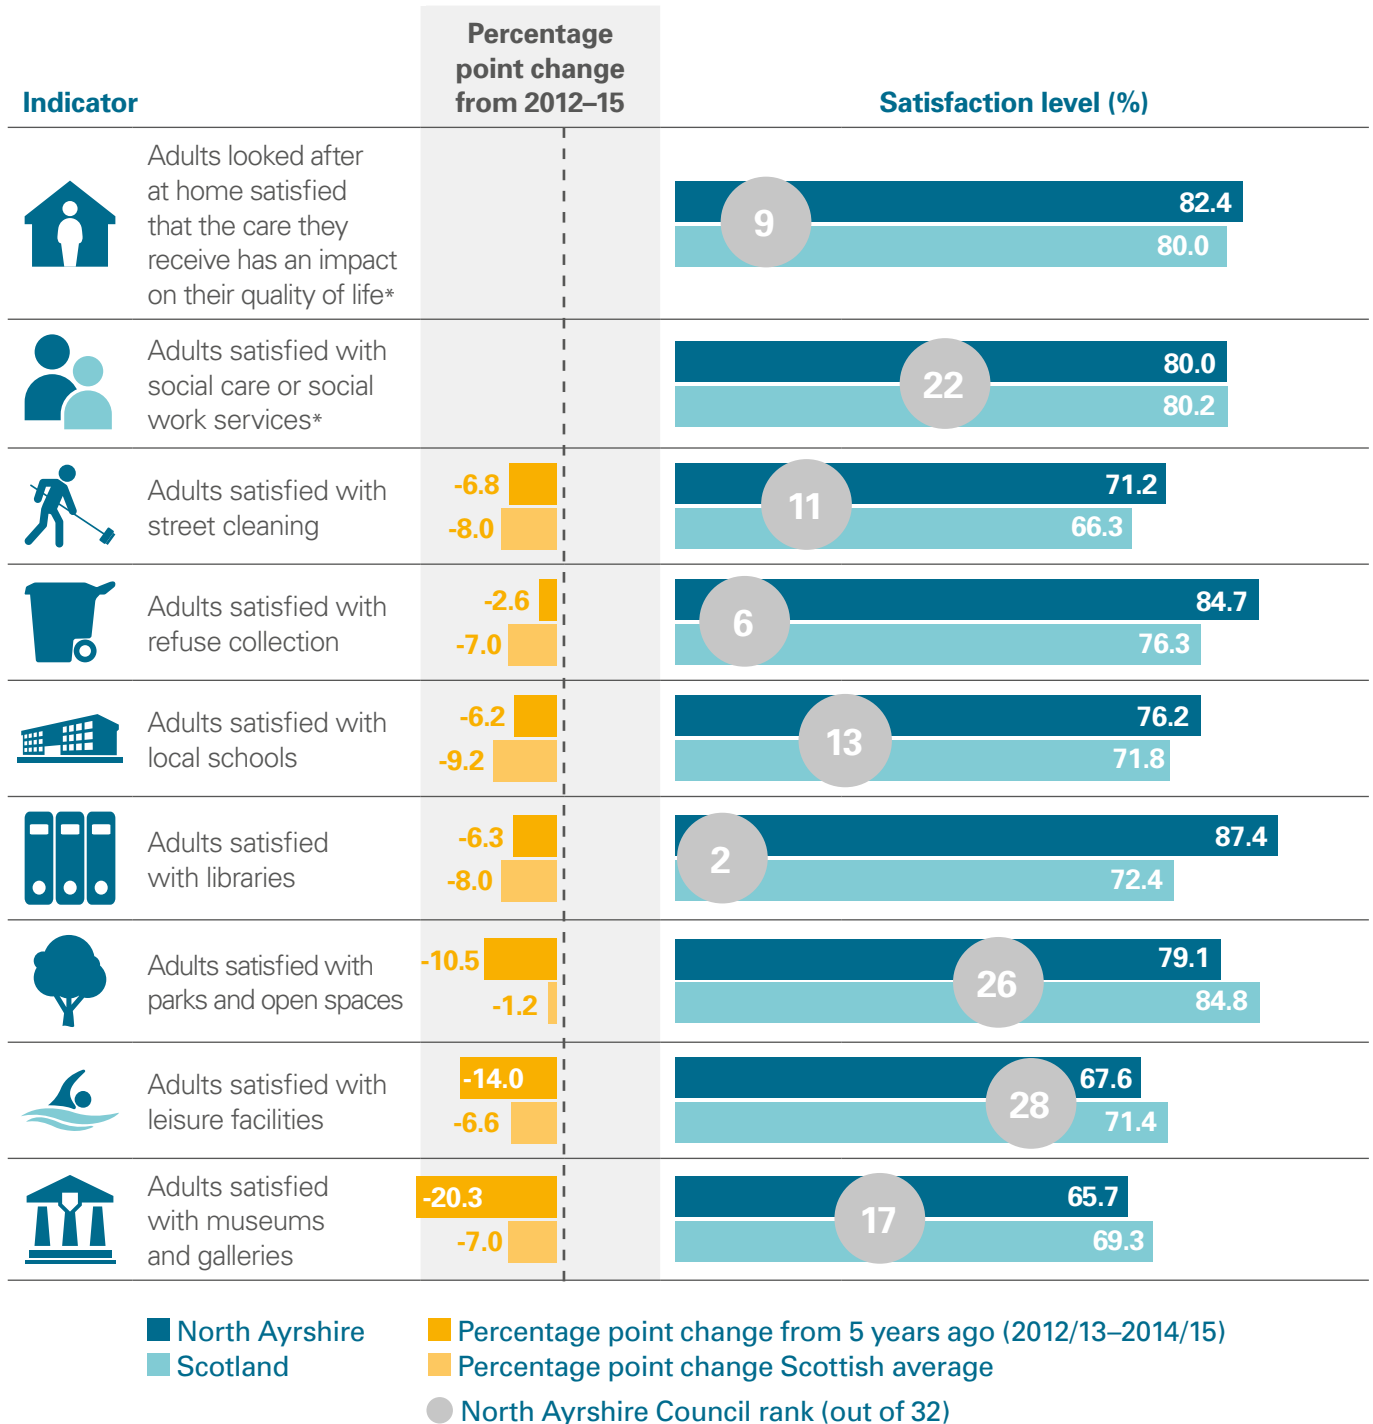 Indicator
Percentage
point change
from 2012–15
Satisfaction level (%)
Adults looked after
at home satisfied
that the care they
receive has an impact
on their quality of life*
9
82.4
80.0
Adults satisfied with
social care or social
work services*
22
80.0
80.2
Adults satisfied with
street cleaning
-6.8
-8.0
11
71.2
66.3
Adults satisfied with
refuse collection
-2.6
-7.0
6
84.7
76.3
Adults satisfied with
local schools
-6.2
-9.2
13
76.2
71.8
Adults satisfied
with libraries
-6.3
-8.0
2
87.4
72.4
Adults satisfied with
parks and open spaces
-10.5
-1.2
26
79.1
84.8
Adults satisfied with
leisure facilities
-14.0
-6.6
28
67.6
71.4
Adults satisfied
with museums
and galleries
-20.3
-7.0
17
65.7
69.3
North Ayrshire
Scotland
Percentage point change from 5 years ago (2012/13–2014/15)
Percentage point change Scottish average
North Ayrshire Council rank (out of 32)